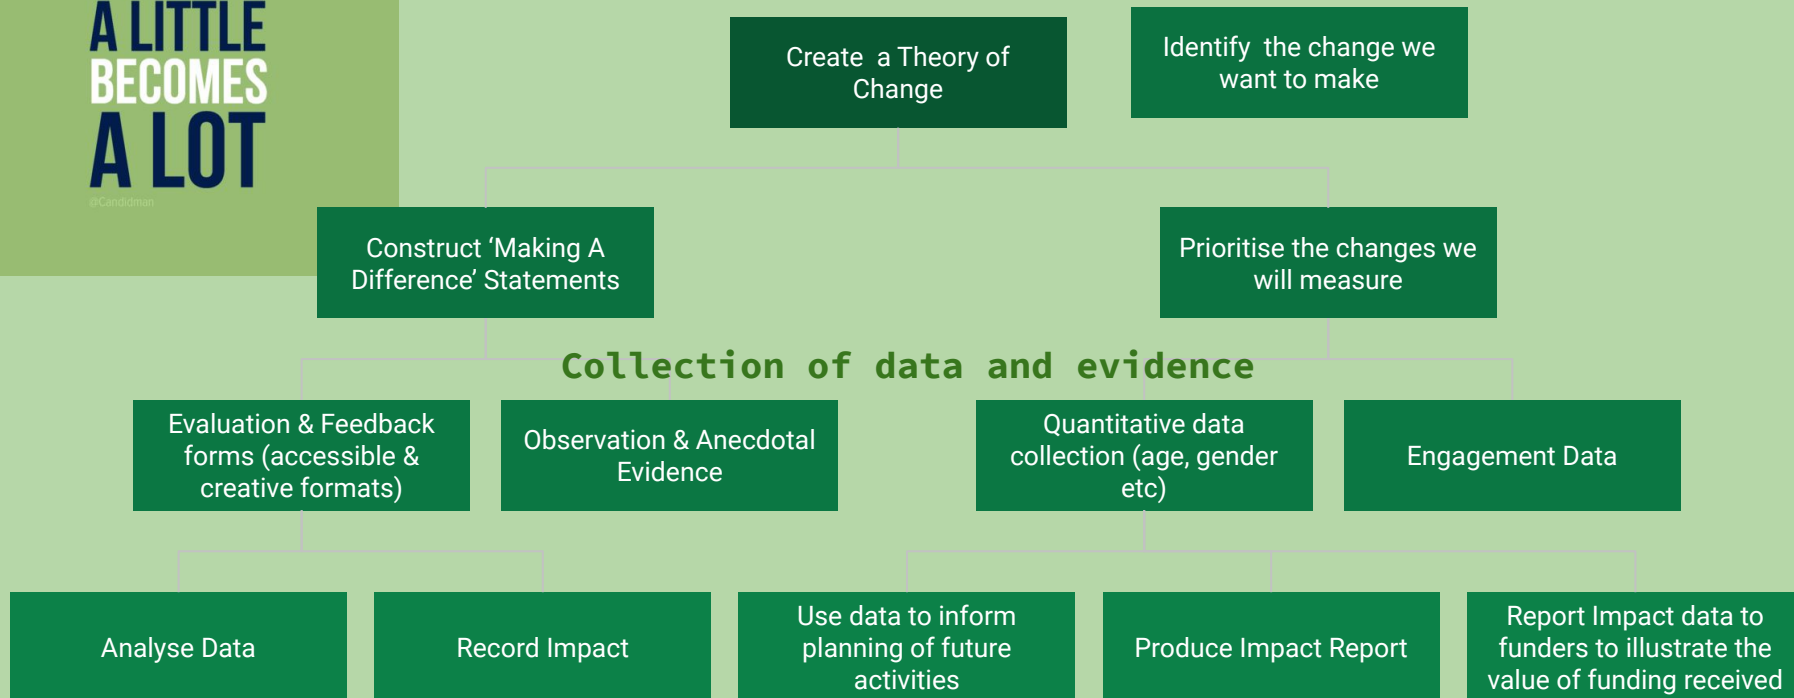 A LITTLE
BECOMES
A LOT
@Candidman
Create a Theory of
Change
Identify the change we
want to make
Construct ‘Making A
Difference’ Statements
Prioritise the changes we
will measure
Collection of data and evidence
Evaluation & Feedback
forms (accessible &
creative formats)
Observation & Anecdotal
Evidence
Quantitative data
collection (age, gender
etc)
Engagement Data
Analyse Data
Record Impact
Use data to inform
planning of future
activities
Produce Impact Report
Report Impact data to
funders to illustrate the
value of funding received